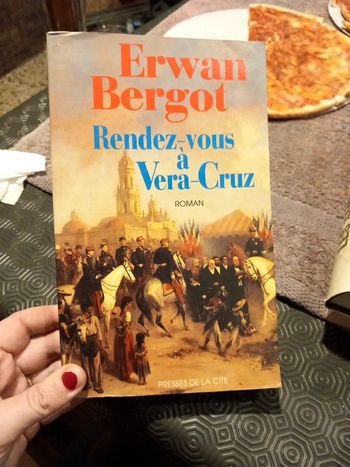 Erwan
Bergot
Rendez-vous
à
Vera-Cruz
ROMAN
PRESSES DE LA CITÉ